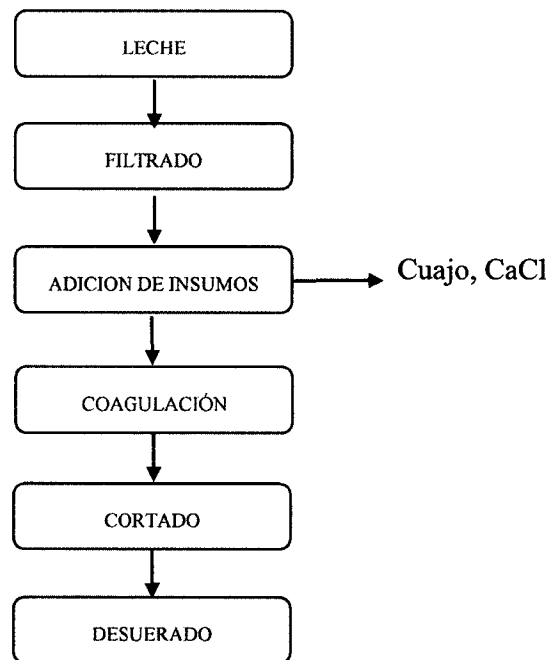 LECHE
FILTRADO
ADICION DE INSUMOS
Cuajo, CaCl
COAGULACIÓN
CORTADO
DESUERADO